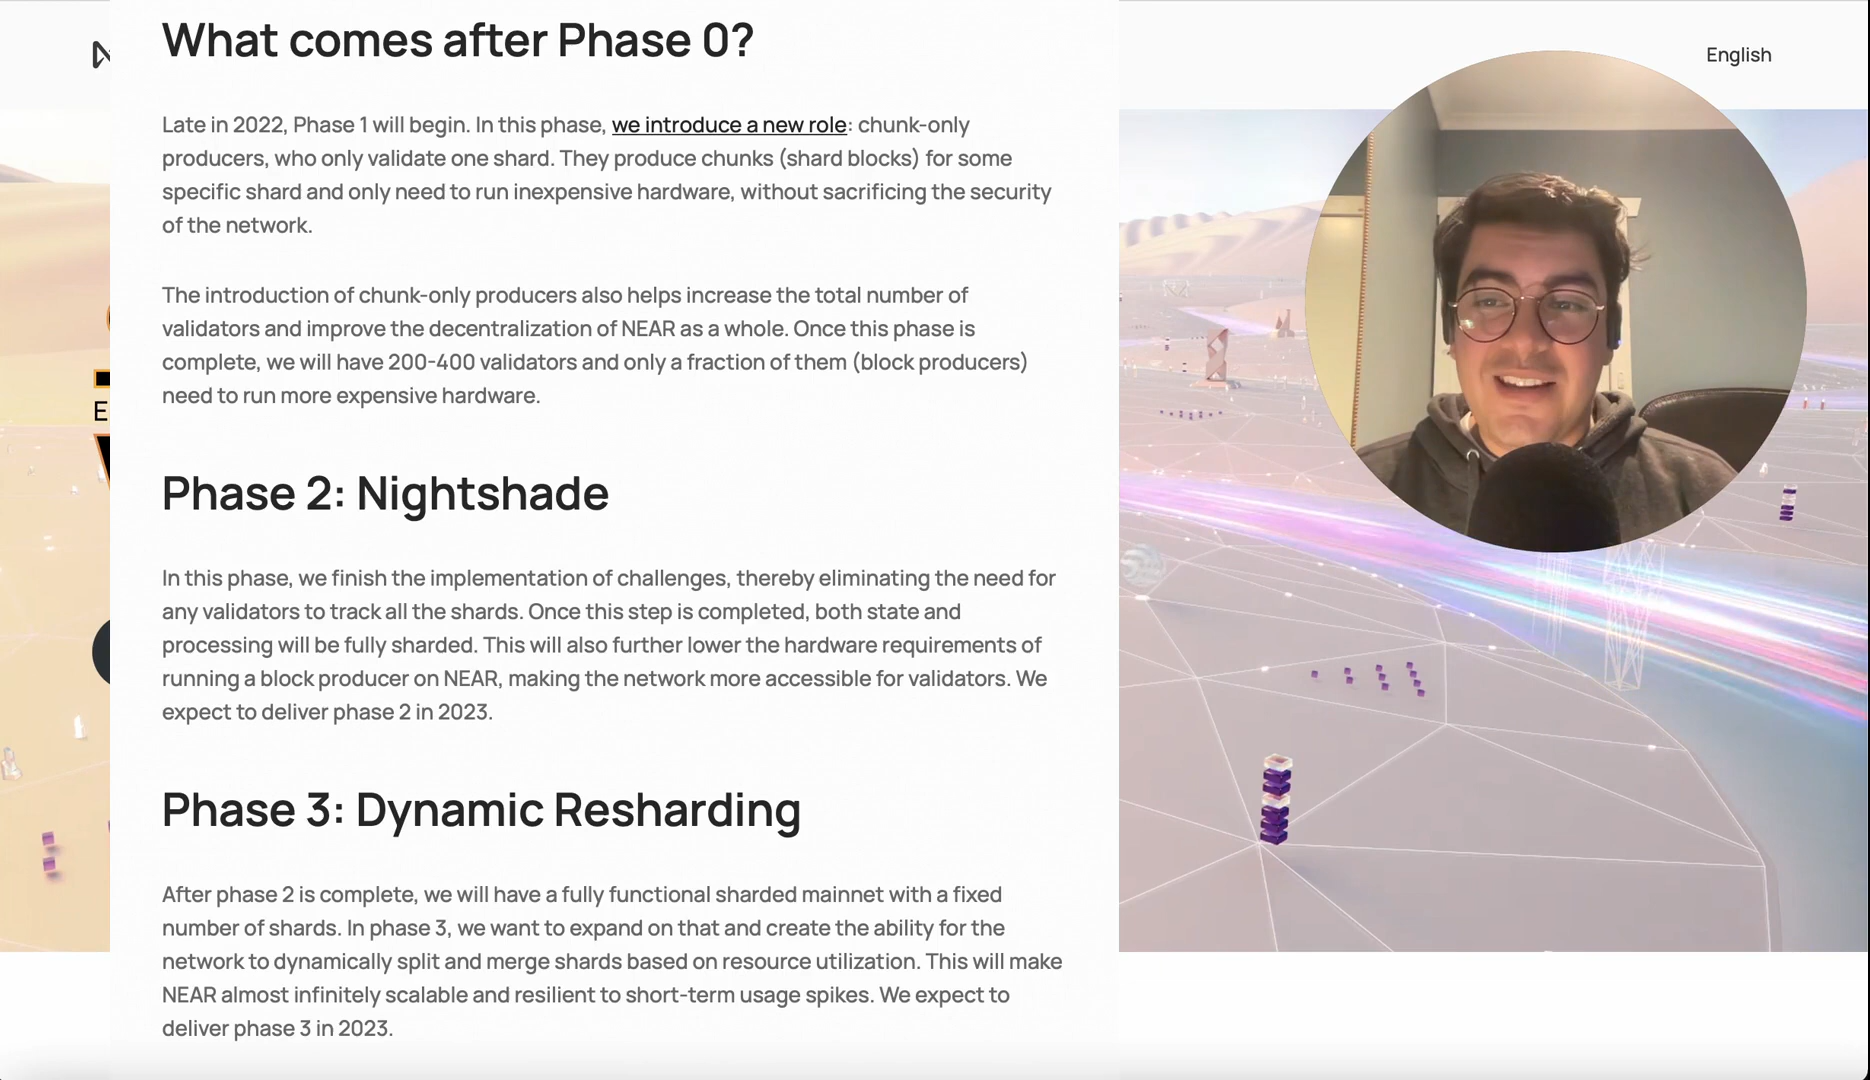 What comes after Phase 0?
English
Late in 2022, Phase 1 will begin. In this phase, we introduce a new role: chunk-only
producers, who only validate one shard. They produce chunks (shard blocks) for some
specific shard and only need to run inexpensive hardware, without sacrificing the security
of the network.
The introduction of chunk-only producers also helps increase the total number of
validators and improve the decentralization of NEAR as a whole. Once this phase is
complete, we will have 200-400 validators and only a fraction of them (block producers)
need to run more expensive hardware.
Phase 2: Nightshade
In this phase, we finish the implementation of challenges, thereby eliminating the need for
any validators to track all the shards. Once this step is completed, both state and
processing will be fully sharded. This will also further lower the hardware requirements of
running a block producer on NEAR, making the network more accessible for validators. We
expect to deliver phase 2 in 2023.
Phase 3: Dynamic Resharding
After phase 2 is complete, we will have a fully functional sharded mainnet with a fixed
number of shards. In phase 3, we want to expand on that and create the ability for the
network to dynamically split and merge shards based on resource utilization. This will make
NEAR almost infinitely scalable and resilient to short-term usage spikes. We expect to
deliver phase 3 in 2023.